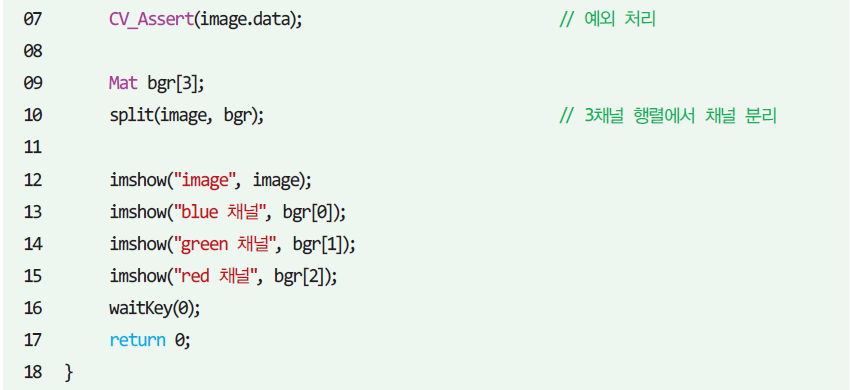 07 CV_Assert(image.data); // 예외 처리
08
09 Mat bgr[3];
10 split(image, bgr); // 3채널 행렬에서 채널 분리
11
12 imshow("image", image);
13 imshow("blue 채널", bgr[0]);
14 imshow("green 채널", bgr[1]);
15 imshow("red 채널", bgr[2]);
16 waitKey(0);
17 return 0;
18 }